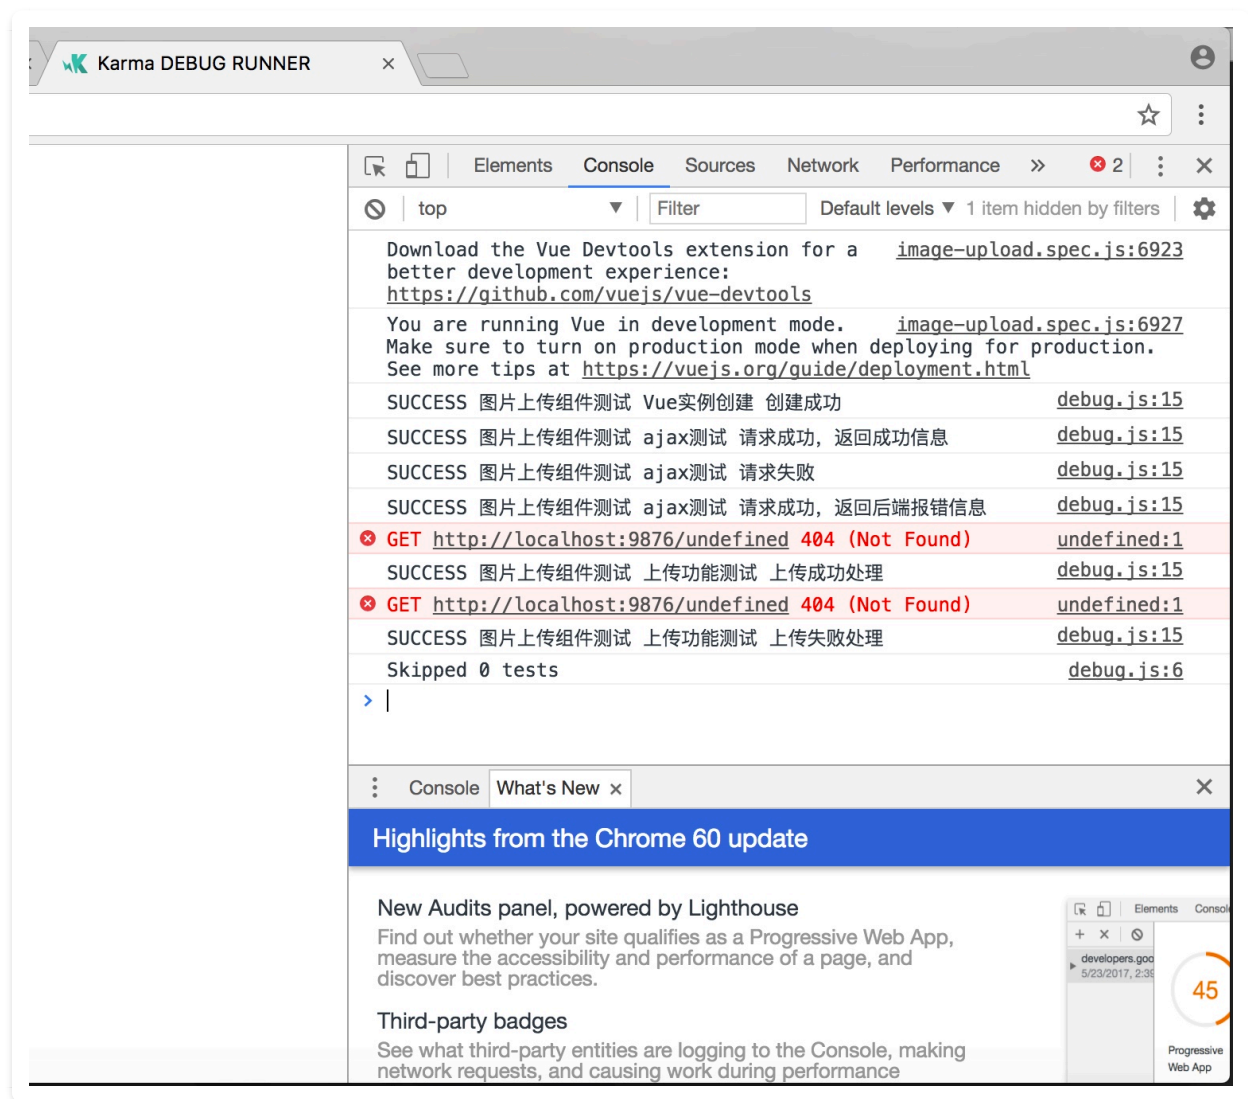 Karma DEBUG RUNNER
Elements Console Sources Network Performance 2
top Filter Default levels 1 item hidden by filters
Download the Vue Devtools extension for a image-upload.spec.js:6923
better development experience:
https://github.com/vuejs/vue-devtools
You are running Vue in development mode. image-upload.spec.js:6927
Make sure to turn on production mode when deploying for production.
See more tips at https://vuejs.org/guide/deployment.html
SUCCESS 图片上传组件测试 Vue实例创建 创建成功 debug.js:15
SUCCESS 图片上传组件测试 ajax测试 请求成功，返回成功信息 debug.js:15
SUCCESS 图片上传组件测试 ajax测试 请求失败 debug.js:15
SUCCESS 图片上传组件测试 ajax测试 请求成功，返回后端报错信息 debug.js:15
GET http://localhost:9876/undefined 404 (Not Found) undefined:1
SUCCESS 图片上传组件测试 上传功能测试 上传成功处理 debug.js:15
GET http://localhost:9876/undefined 404 (Not Found) undefined:1
SUCCESS 图片上传组件测试 上传功能测试 上传失败处理 debug.js:15
Skipped 0 tests debug.js:6
Console What's New
Highlights from the Chrome 60 update
New Audits panel, powered by Lighthouse
Find out whether your site qualifies as a Progressive Web App,
measure the accessibility and performance of a page, and
discover best practices.
Third-party badges
See what third-party entities are logging to the Console, making
network requests, and causing work during performance
Elements Consol
developers.goo
5/23/2017, 2:39
45
Progressive
Web App